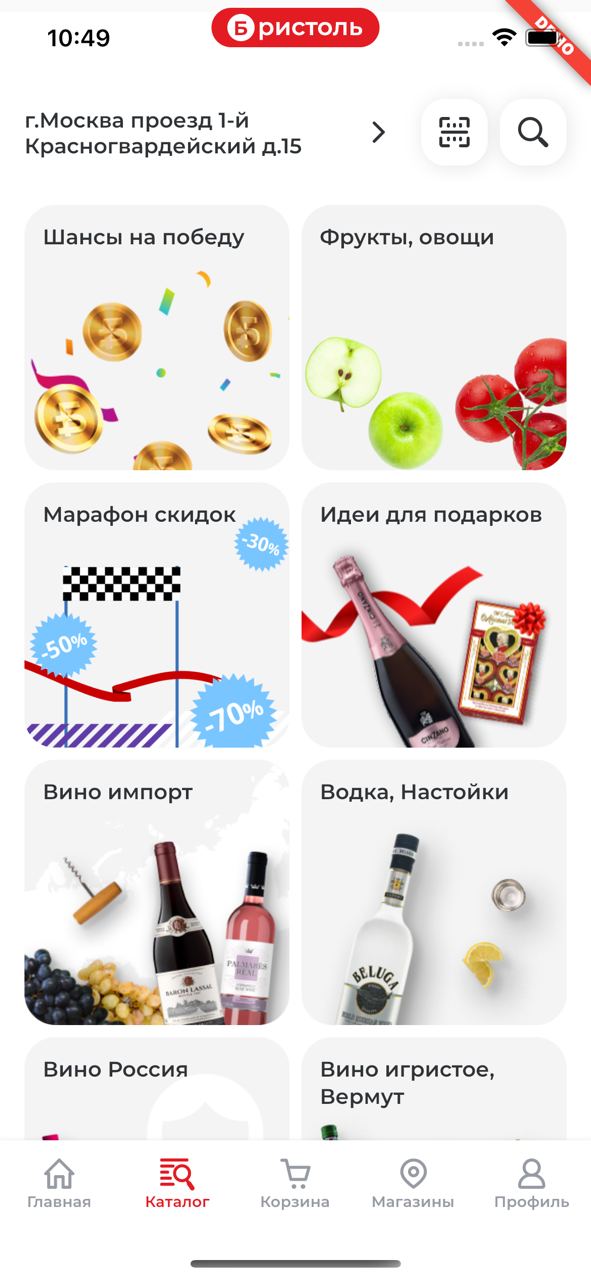 10:49
Бристоль
DEMO
г.Москва проезд 1-й
Красногвардейский д.15
Шансы на победу
Фрукты, овощи
Марафон скидок
-30%
-50%
-70%
Идеи для подарков
CINZANO
CINZANO
Вино импорт
BARON LASSAL
PALMARES
REAL
Водка, Настойки
BELUGA
Вино Россия
Вино игристое,
Вермут
Главная
Каталог
Корзина
Магазины
Профиль